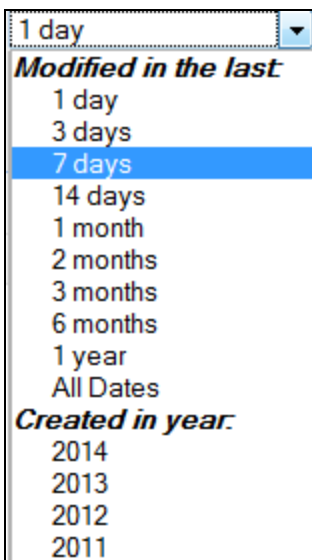 1 day
Modified in the last:
1 day
3 days
7 days
14 days
1 month
2 months
3 months
6 months
1 year
All Dates
Created in year:
2014
2013
2012
2011